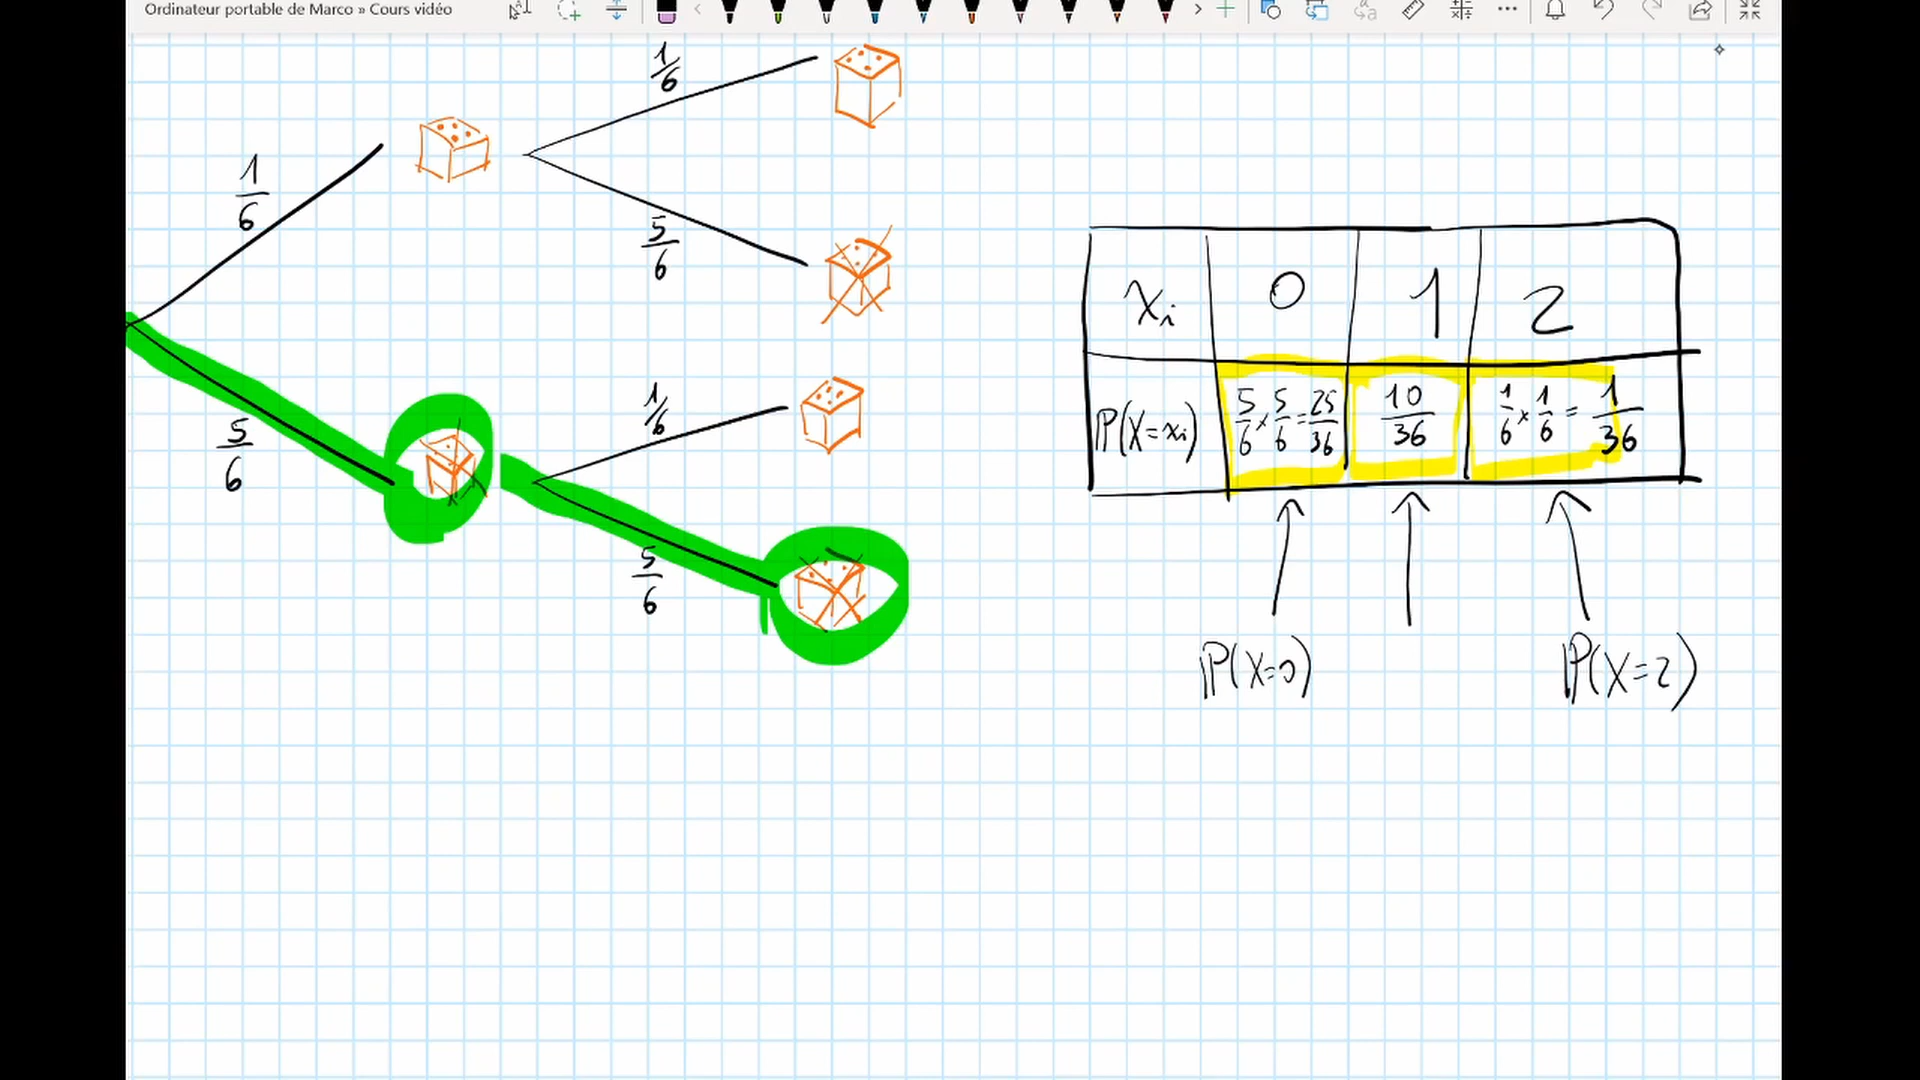 Ordinateur portable de Marco » Cours vidéo
1/6
1/6
5/6
5/6
1/6
5/6
xi 0 1 2
P(X=xi) 5/6 × 5/6 = 25/36 10/36 1/6 × 1/6 = 1/36
P(X=0) P(X=2)